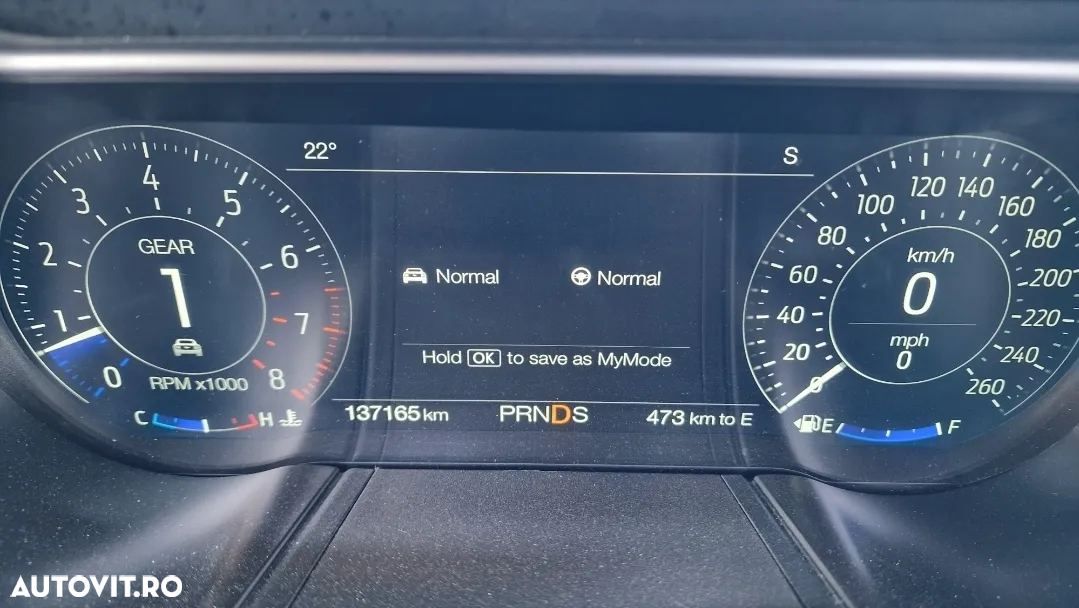 22°
S
GEAR
1
0
1
2
3
4
5
6
7
8
RPM x1000
C
H
Normal
Normal
Hold OK to save as MyMode
137165 km
PRNDS
473 km to E
0
20
40
60
80
100
120
140
160
180
200
220
240
260
km/h
0
mph
0
E
F
AUTOVIT.RO